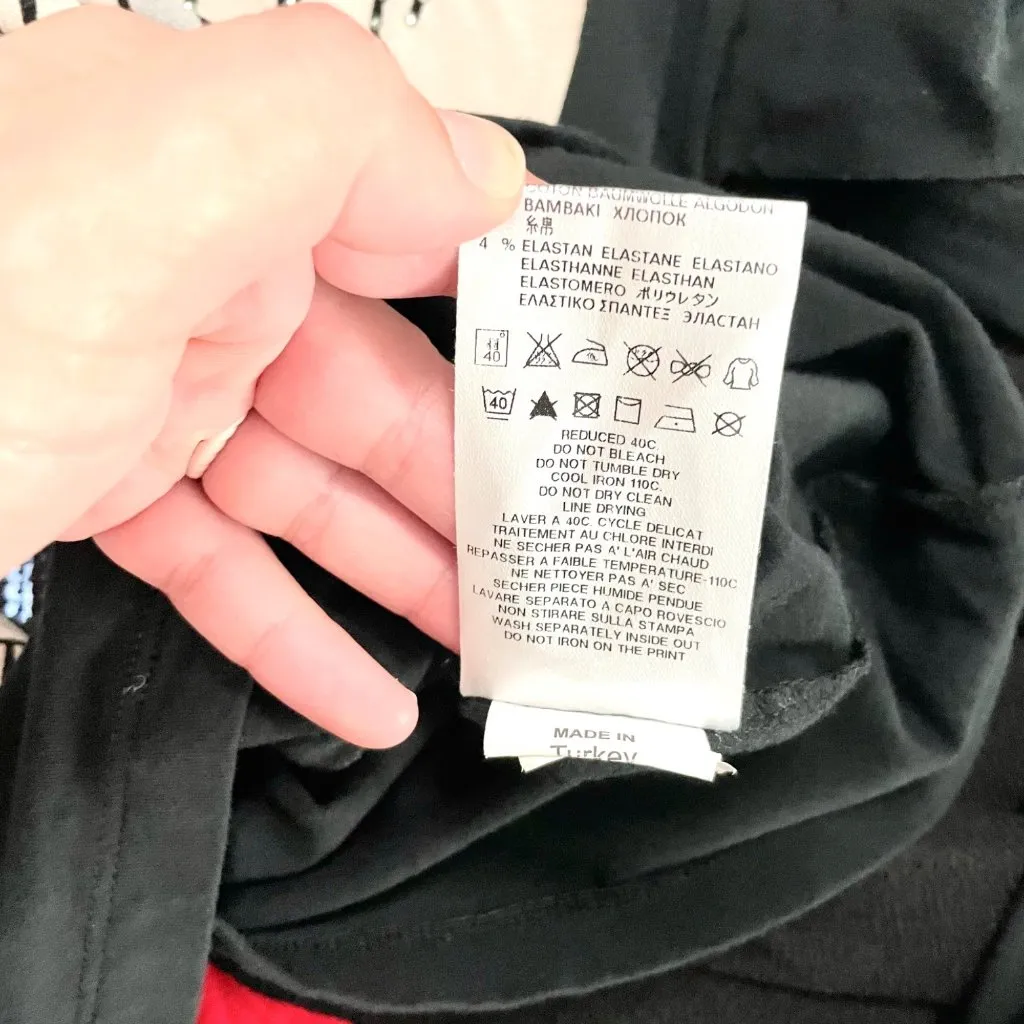 COTON BAUMWOLLE ALGODON
BAMBAKI ХЛОПОК
4 % ELASTAN ELASTANE ELASTANO
ELASTHANNE ELASTHAN
ELASTOMERO ポリウレタン
ΕΛΑΣΤΙΚΟ ΣΠΑΝΤΕΞ ЭЛАСТАН
40
40
REDUCED 40C
DO NOT BLEACH
DO NOT TUMBLE DRY
COOL IRON 110C.
DO NOT DRY CLEAN
LINE DRYING
LAVER A 40C. CYCLE DELICAT
TRAITEMENT AU CHLORE INTERDI
NE SECHER PAS A' L'AIR CHAUD
REPASSER A FAIBLE TEMPERATURE-110C
NE NETTOYER PAS A' SEC
SECHER PIECE HUMIDE PENDUE
LAVARE SEPARATO A CAPO ROVESCIO
NON STIRARE SULLA STAMPA
WASH SEPARATELY INSIDE OUT
DO NOT IRON ON THE PRINT
MADE IN
Turkey